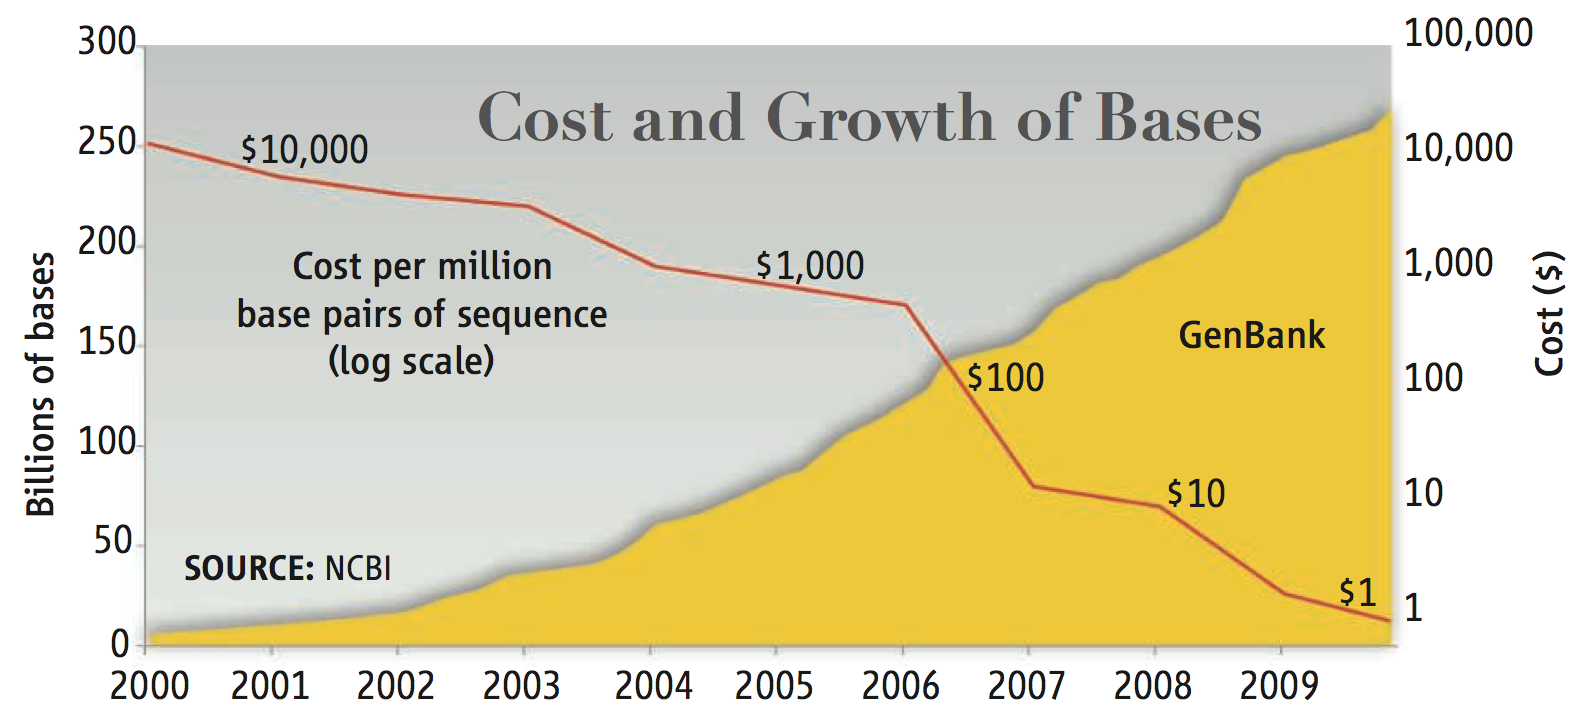 Cost and Growth of Bases
Billions of bases
300
250
200
150
100
50
0
100,000
10,000
1,000
100
10
1
Cost ($)
$10,000
$1,000
$100
$10
$1
Cost per million
base pairs of sequence
(log scale)
GenBank
SOURCE: NCBI
2000 2001 2002 2003 2004 2005 2006 2007 2008 2009